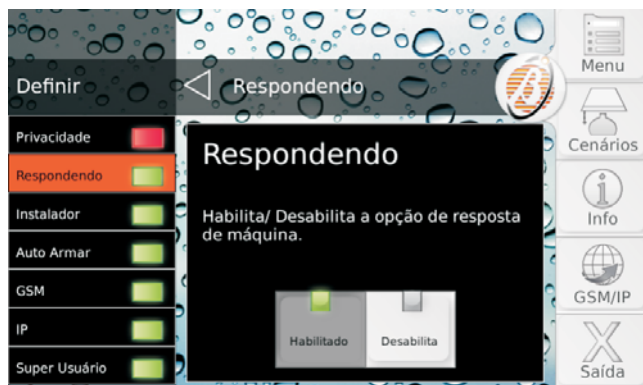 Definir
Respondendo
Privacidade
Respondendo
Instalador
Auto Armar
GSM
IP
Super Usuário
Respondendo
Habilita/ Desabilita a opção de resposta
de máquina.
Habilitado
Desabilita
Menu
Cenários
Info
GSM/IP
Saída